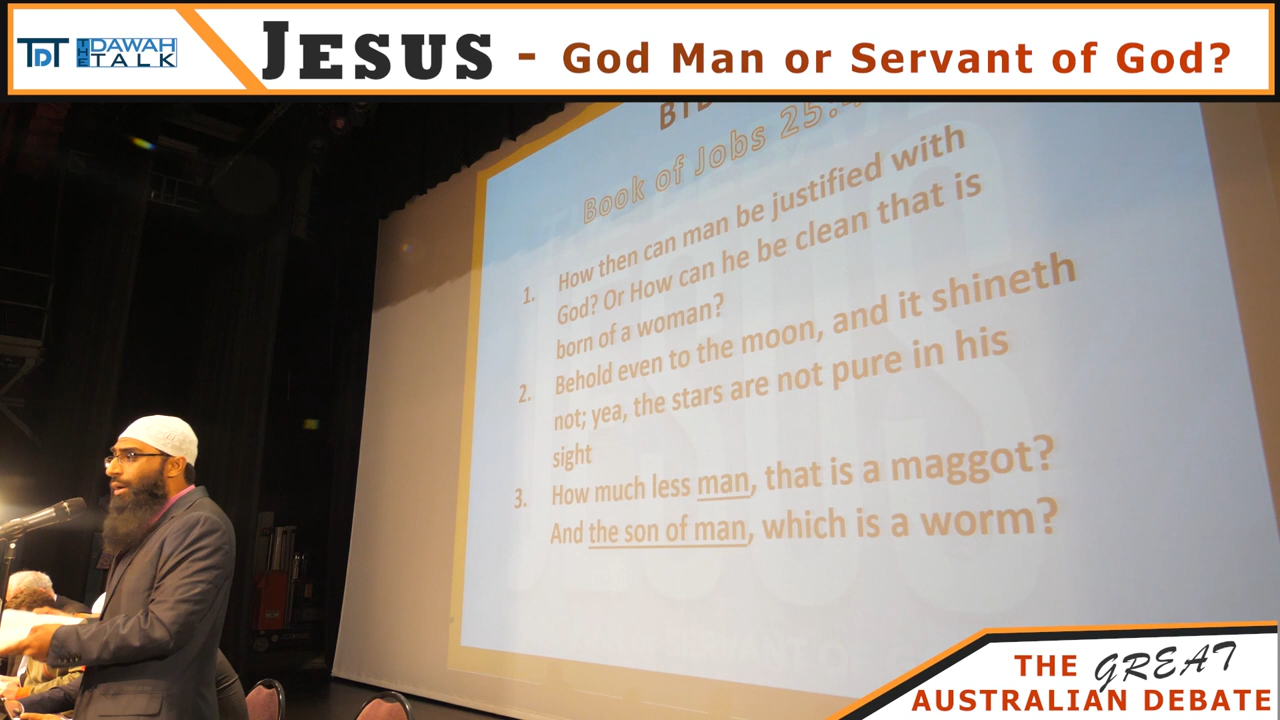 TDT THE DAWAH TALK
JESUS - God Man or Servant of God?
Book of Jobs 25:4
1. How then can man be justified with
God? Or How can he be clean that is
born of a woman?
2. Behold even to the moon, and it shineth
not; yea, the stars are not pure in his
sight
3. How much less man, that is a maggot?
And the son of man, which is a worm?
THE GREAT
AUSTRALIAN DEBATE